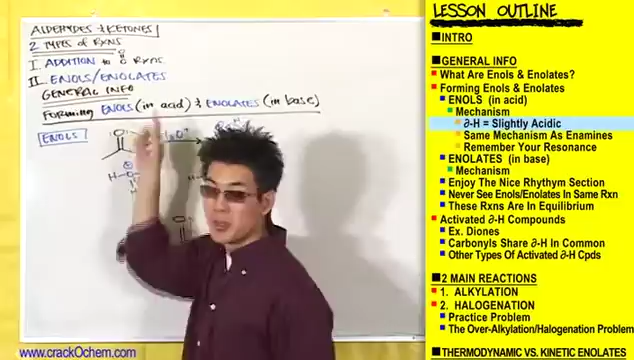 ALDEHYDES & KETONES
2 TYPES OF RXNS
I. ADDITION to C=O RXNS
II. ENOLS/ENOLATES
GENERAL INFO
FORMING ENOLS (in acid) & ENOLATES (in base)
ENOLS
www.crackOchem.com
LESSON OUTLINE
INTRO
GENERAL INFO
What Are Enols & Enolates?
Forming Enols & Enolates
ENOLS (in acid)
Mechanism
∂-H = Slightly Acidic
Same Mechanism As Enamines
Remember Your Resonance
ENOLATES (in base)
Mechanism
Enjoy The Nice Rhythym Section
Never See Enols/Enolates In Same Rxn
These Rxns Are In Equilibrium
Activated ∂-H Compounds
Ex. Diones
Carbonyls Share ∂-H In Common
Other Types Of Activated ∂-H Cpds
2 MAIN REACTIONS
1. ALKYLATION
2. HALOGENATION
Practice Problem
The Over-Alkylation/Halogenation Problem
THERMODYNAMIC VS. KINETIC ENOLATES